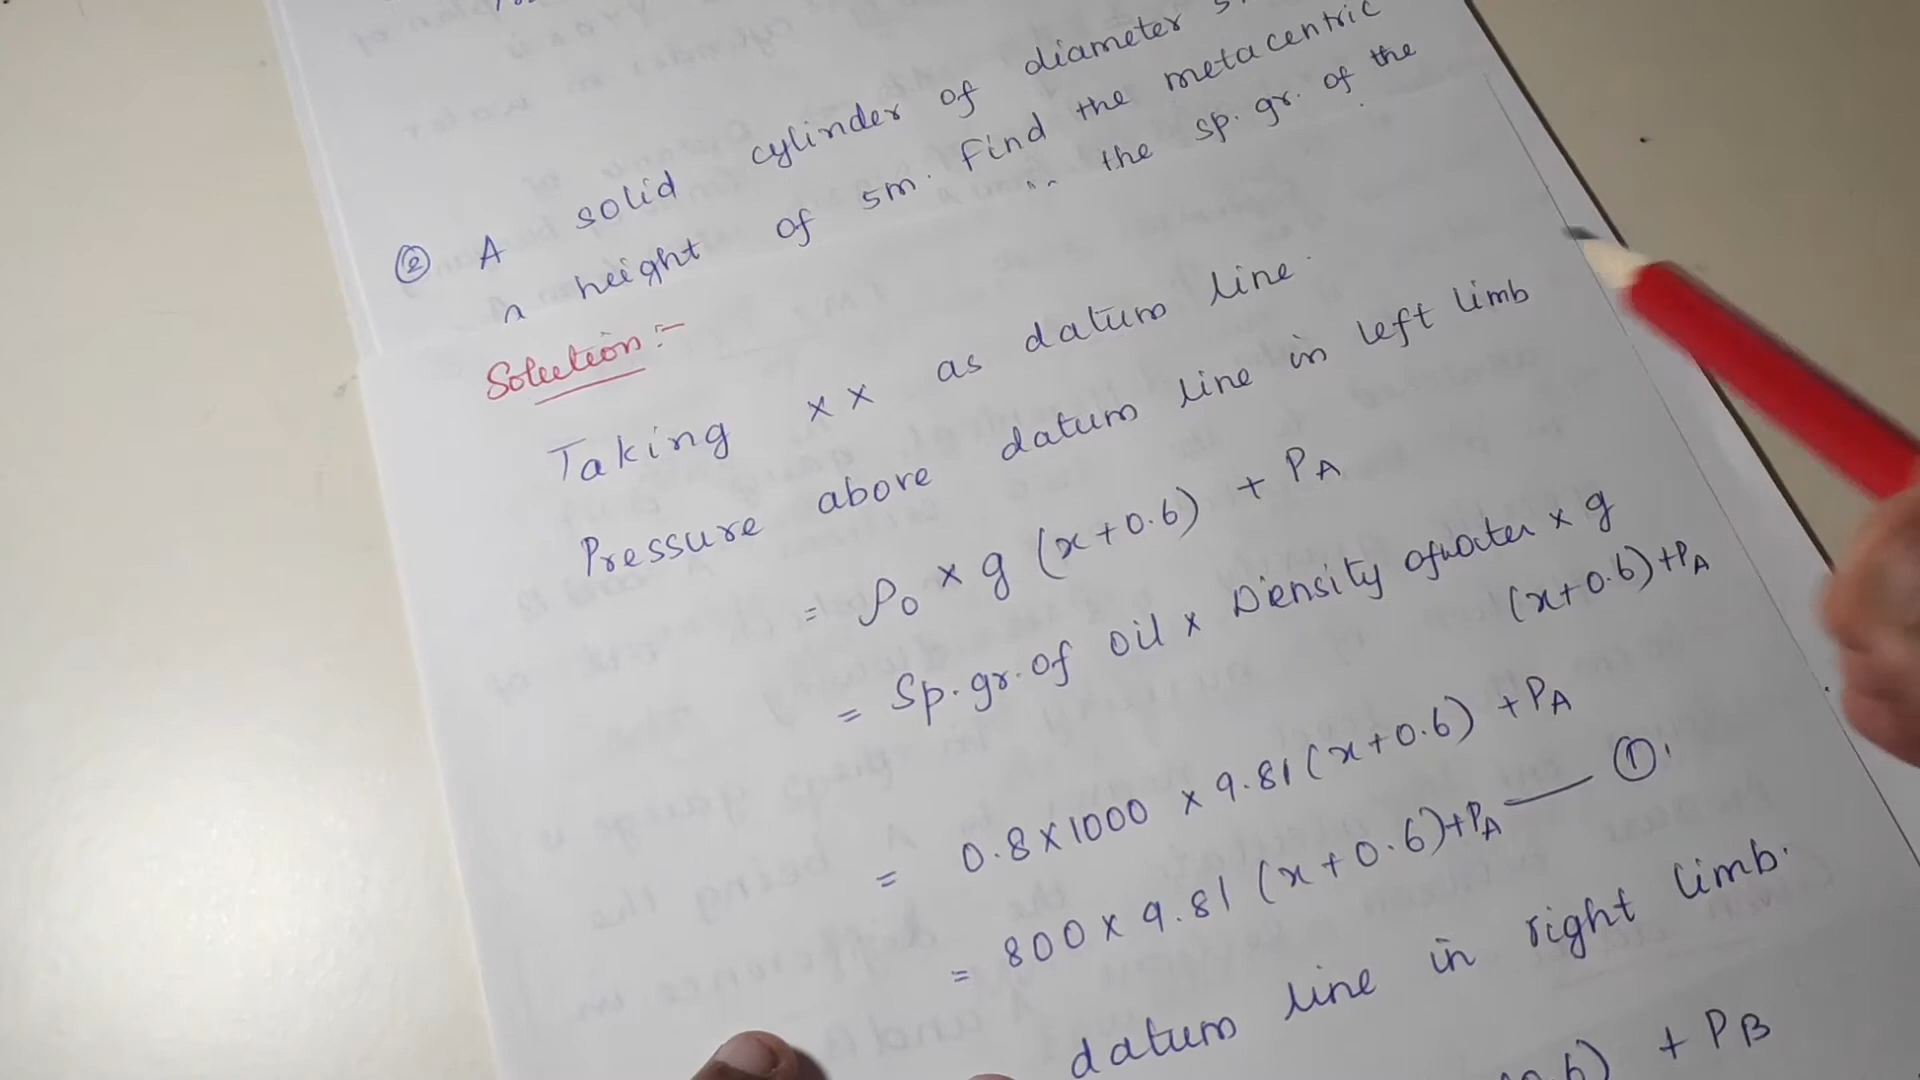 ② A solid cylinder of diameter
height of 5m. Find the metacentric
the sp. gr. of the
Solution :-
Taking x x as datum line.
Pressure above datum line in left limb
= ρ₀ × g (x+0.6) + PA
= Sp. gr. of oil × Density of water × g
(x+0.6)+PA
= 0.8×1000 × 9.81(x+0.6) +PA
= 800 × 9.81 (x+0.6)+PA — ①
datum line in right limb.
+ PB